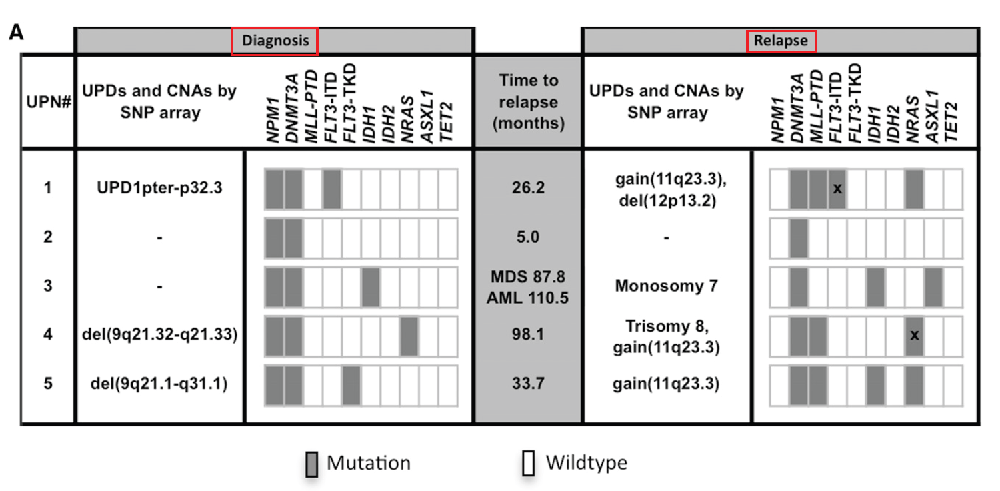 A
Diagnosis
Relapse
UPN#
UPDs and CNAs by
SNP array
NPM1
DNMT3A
MLL-PTD
FLT3-ITD
FLT3-TKD
IDH1
IDH2
NRAS
ASXL1
TET2
Time to
relapse
(months)
UPDs and CNAs by
SNP array
NPM1
DNMT3A
MLL-PTD
FLT3-ITD
FLT3-TKD
IDH1
IDH2
NRAS
ASXL1
TET2
1
UPD1pter-p32.3
26.2
gain(11q23.3),
del(12p13.2)
x
2
-
5.0
-
3
-
MDS 87.8
AML 110.5
Monosomy 7
4
del(9q21.32-q21.33)
98.1
Trisomy 8,
gain(11q23.3)
x
5
del(9q21.1-q31.1)
33.7
gain(11q23.3)
Mutation
Wildtype